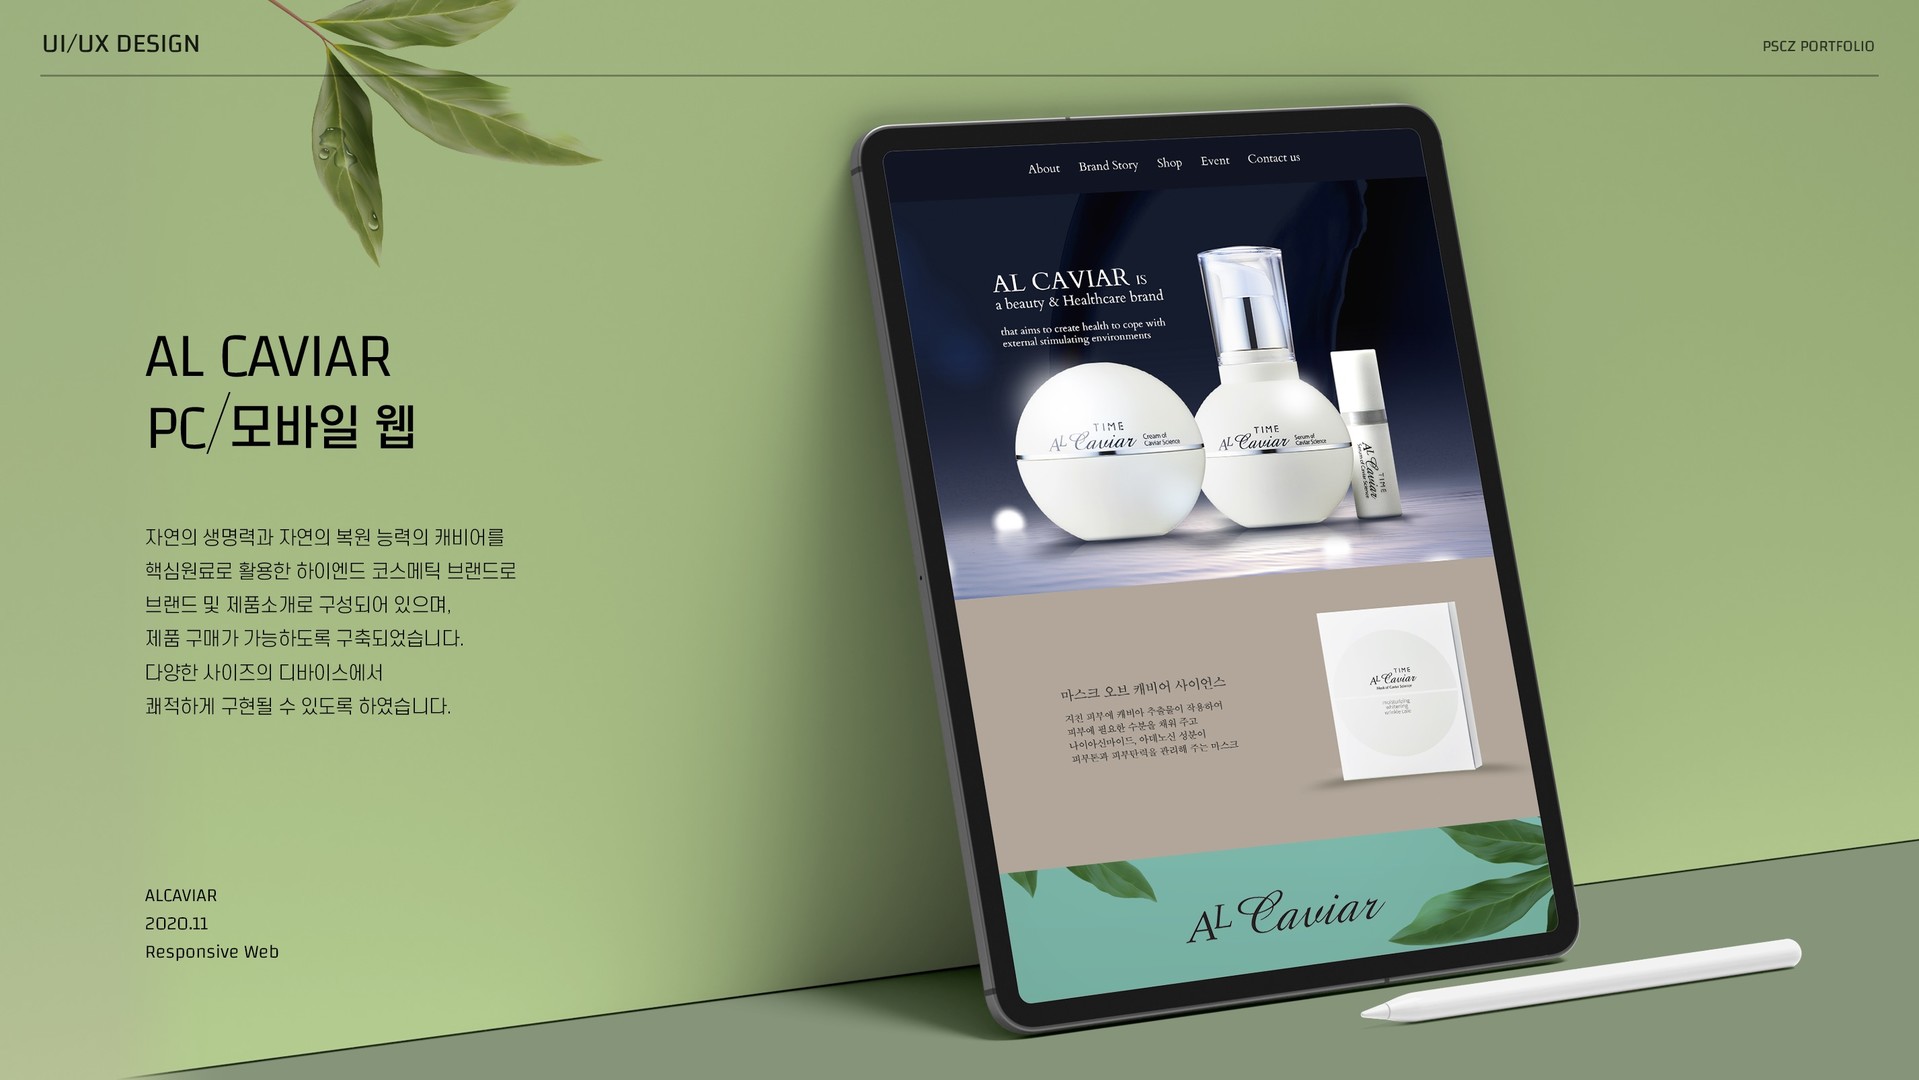 UI/UX DESIGN
PSCZ PORTFOLIO
AL CAVIAR
PC/모바일 웹
자연의 생명력과 자연의 복원 능력의 캐비어를
핵심원료로 활용한 하이엔드 코스메틱 브랜드로
브랜드 및 제품소개로 구성되어 있으며,
제품 구매가 가능하도록 구축되었습니다.
다양한 사이즈의 디바이스에서
쾌적하게 구현될 수 있도록 하였습니다.
ALCAVIAR
2020.11
Responsive Web
About Brand Story Shop Event Contact us
AL CAVIAR IS
a beauty & Healthcare brand
that aims to create health to cope with
external stimulating environments
TIME
AL Caviar Cream of
Caviar Science
TIME
AL Caviar Serum of
Caviar Science
TIME
AL Caviar
Serum of Caviar Science
마스크 오브 캐비어 사이언스
지친 피부에 캐비아 추출물이 작용하여
피부에 필요한 수분을 채워 주고
나이아신마이드, 아데노신 성분이
피부톤과 피부탄력을 관리해 주는 마스크
TIME
AL Caviar
Mask of Caviar Science
moisturizing
whitening
wrinkle care
AL Caviar